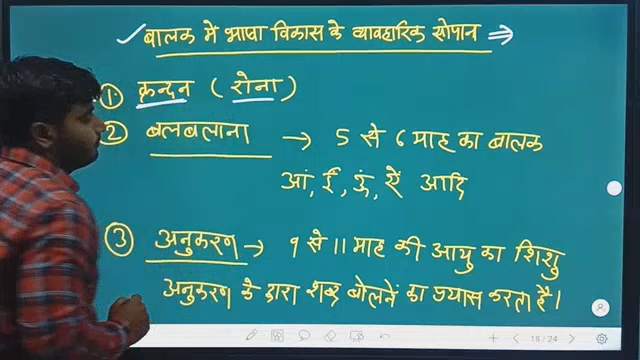 बालक में भाषा विकास के व्यवहारिक सोपान ⇒
① क्रन्दन ( रोना )
② बलबलाना → 5 से 6 माह का बालक
आं, ईं, ऊं, ऐं आदि
③ अनुकरण → 9 से 11 माह की आयु का शिशु
अनुकरण के द्वारा शब्द बोलने का प्रयास करता है।
18 / 24